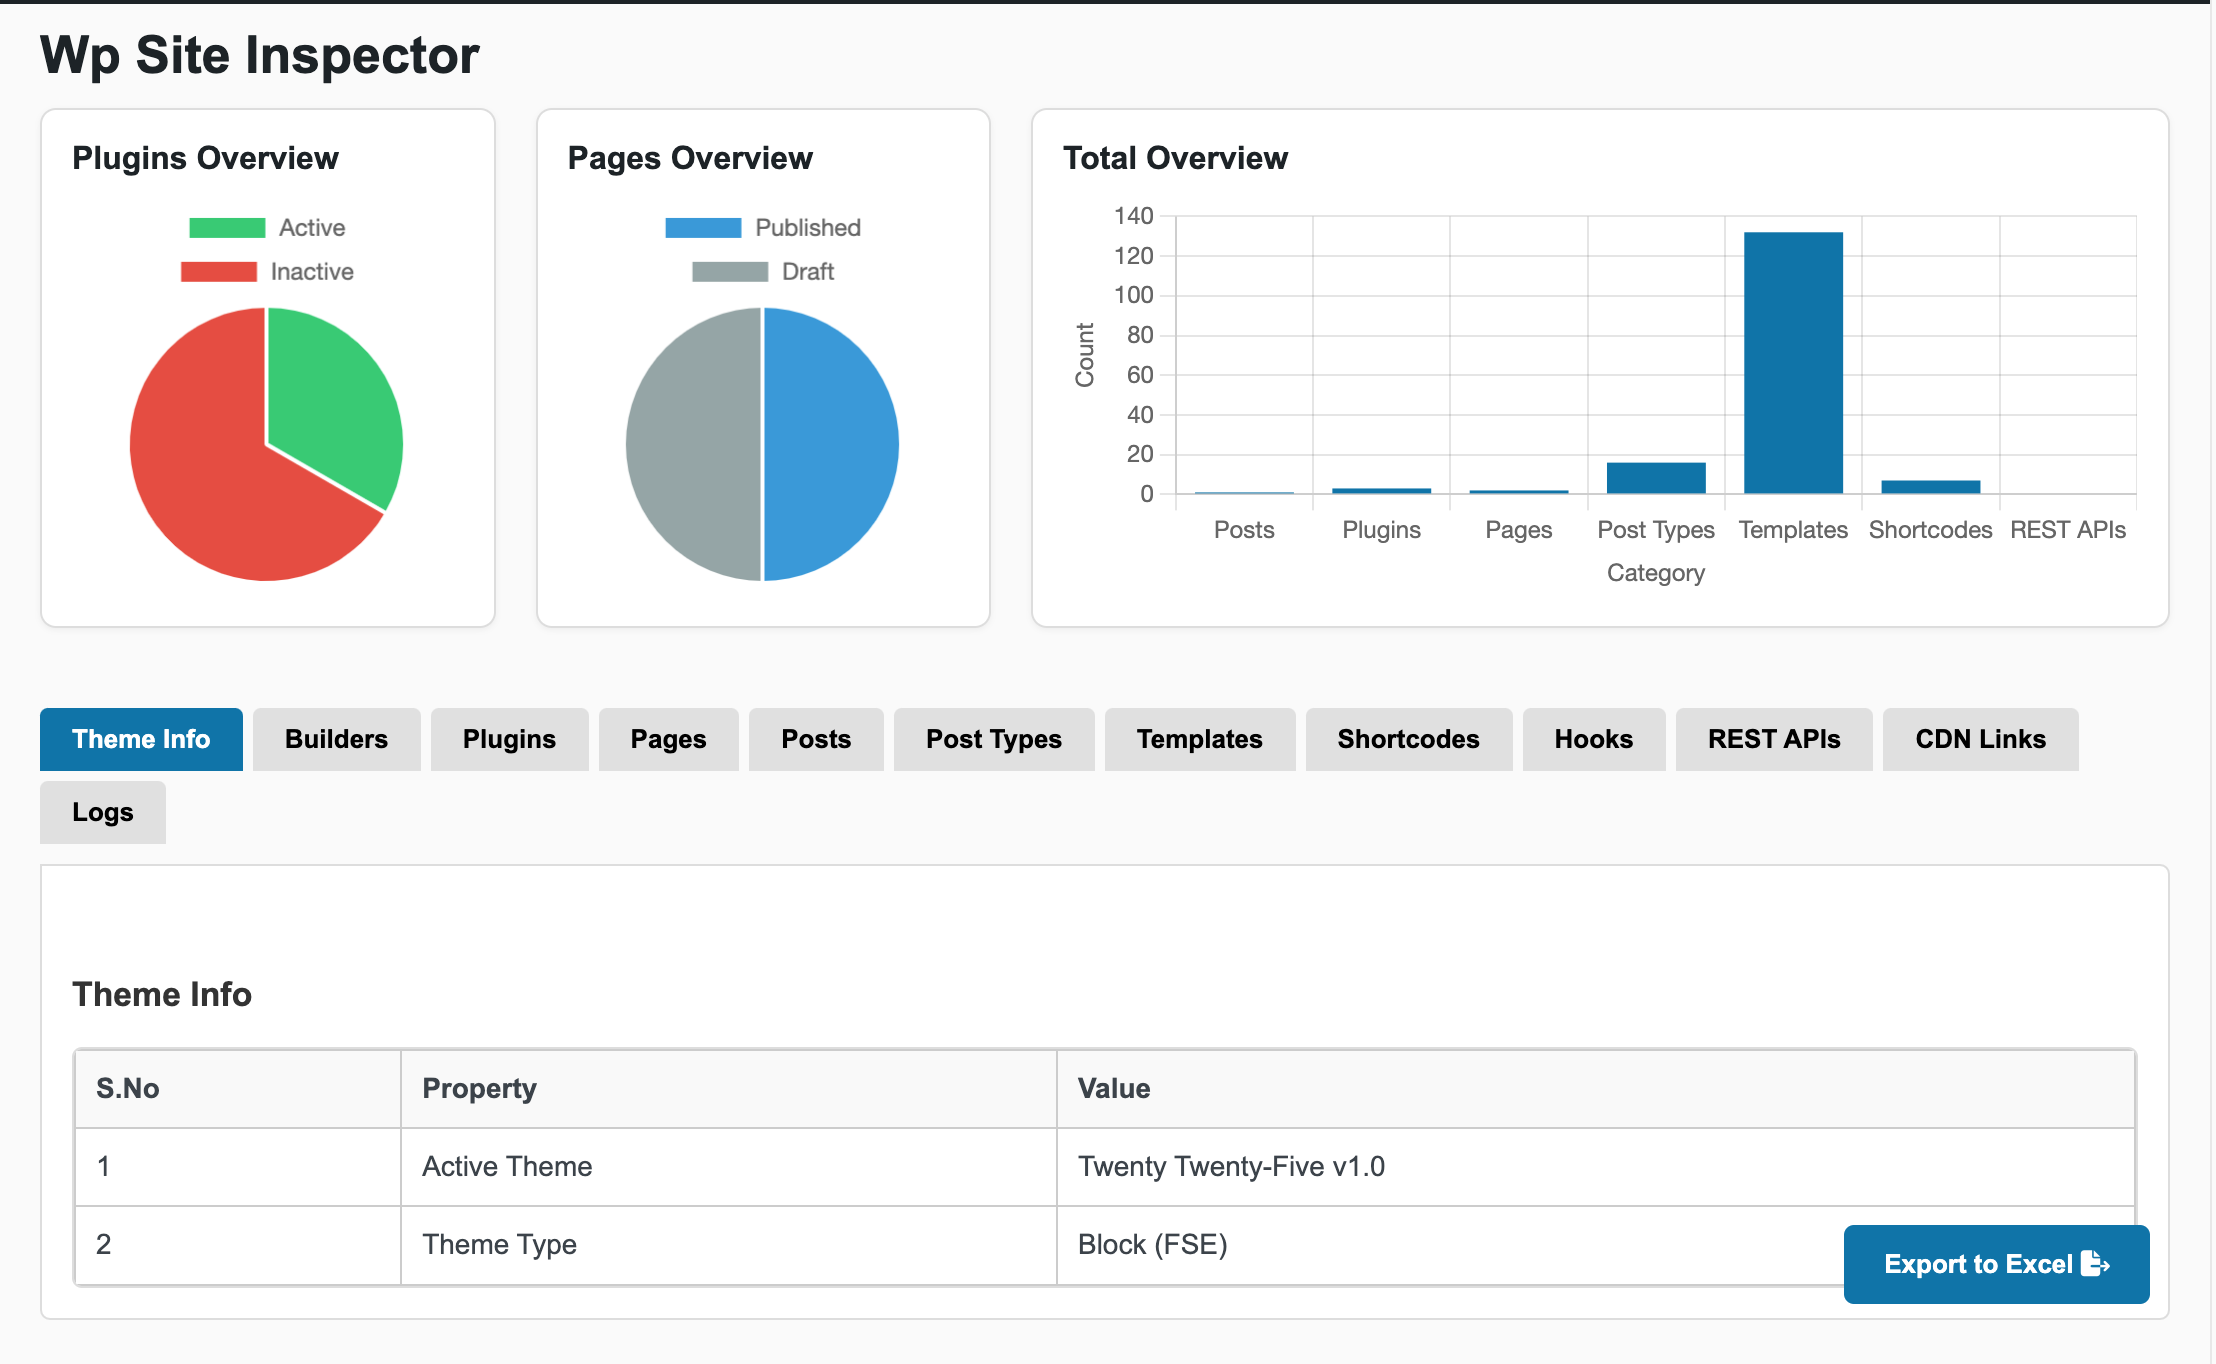 Wp Site Inspector
Plugins Overview
Active
Inactive
Pages Overview
Published
Draft
Total Overview
140
120
100
80
60
40
20
0
Count
Posts Plugins Pages Post Types Templates Shortcodes REST APIs
Category
Theme Info Builders Plugins Pages Posts Post Types Templates Shortcodes Hooks REST APIs CDN Links
Logs
Theme Info
S.No Property Value
1 Active Theme Twenty Twenty-Five v1.0
2 Theme Type Block (FSE)
Export to Excel